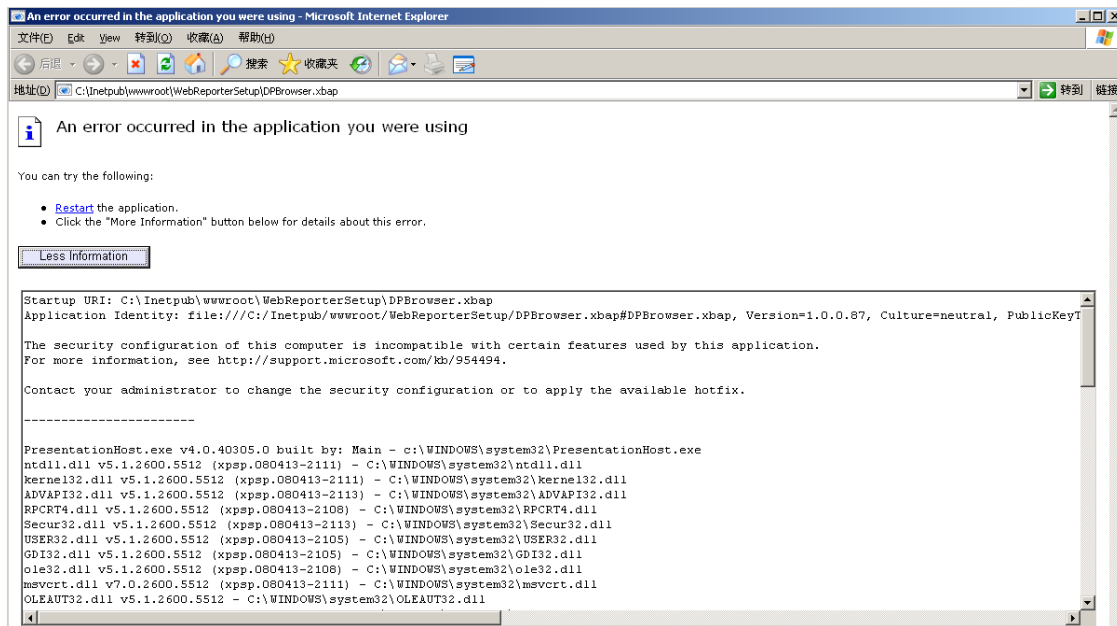 An error occurred in the application you were using - Microsoft Internet Explorer
文件(F) Edit View 转到(O) 收藏(A) 帮助(H)
后退 搜索 收藏夹
地址(D) C:\Inetpub\wwwroot\WebReporterSetup\DPBrowser.xbap 转到 链接
An error occurred in the application you were using
You can try the following:
Restart the application.
Click the "More Information" button below for details about this error.
Less Information
Startup URI: C:\Inetpub\wwwroot\WebReporterSetup\DPBrowser.xbap
Application Identity: file:///C:/Inetpub/wwwroot/WebReporterSetup/DPBrowser.xbap#DPBrowser.xbap, Version=1.0.0.87, Culture=neutral, PublicKeyT
The security configuration of this computer is incompatible with certain features used by this application.
For more information, see http://support.microsoft.com/kb/954494.
Contact your administrator to change the security configuration or to apply the available hotfix.
-----------------------
PresentationHost.exe v4.0.40305.0 built by: Main - c:\WINDOWS\system32\PresentationHost.exe
ntdll.dll v5.1.2600.5512 (xpsp.080413-2111) - C:\WINDOWS\system32\ntdll.dll
kernel32.dll v5.1.2600.5512 (xpsp.080413-2111) - C:\WINDOWS\system32\kernel32.dll
ADVAPI32.dll v5.1.2600.5512 (xpsp.080413-2113) - C:\WINDOWS\system32\ADVAPI32.dll
RPCRT4.dll v5.1.2600.5512 (xpsp.080413-2108) - C:\WINDOWS\system32\RPCRT4.dll
Secur32.dll v5.1.2600.5512 (xpsp.080413-2113) - C:\WINDOWS\system32\Secur32.dll
USER32.dll v5.1.2600.5512 (xpsp.080413-2105) - C:\WINDOWS\system32\USER32.dll
GDI32.dll v5.1.2600.5512 (xpsp.080413-2105) - C:\WINDOWS\system32\GDI32.dll
ole32.dll v5.1.2600.5512 (xpsp.080413-2108) - C:\WINDOWS\system32\ole32.dll
msvcrt.dll v7.0.2600.5512 (xpsp.080413-2111) - C:\WINDOWS\system32\msvcrt.dll
OLEAUT32.dll v5.1.2600.5512 - C:\WINDOWS\system32\OLEAUT32.dll